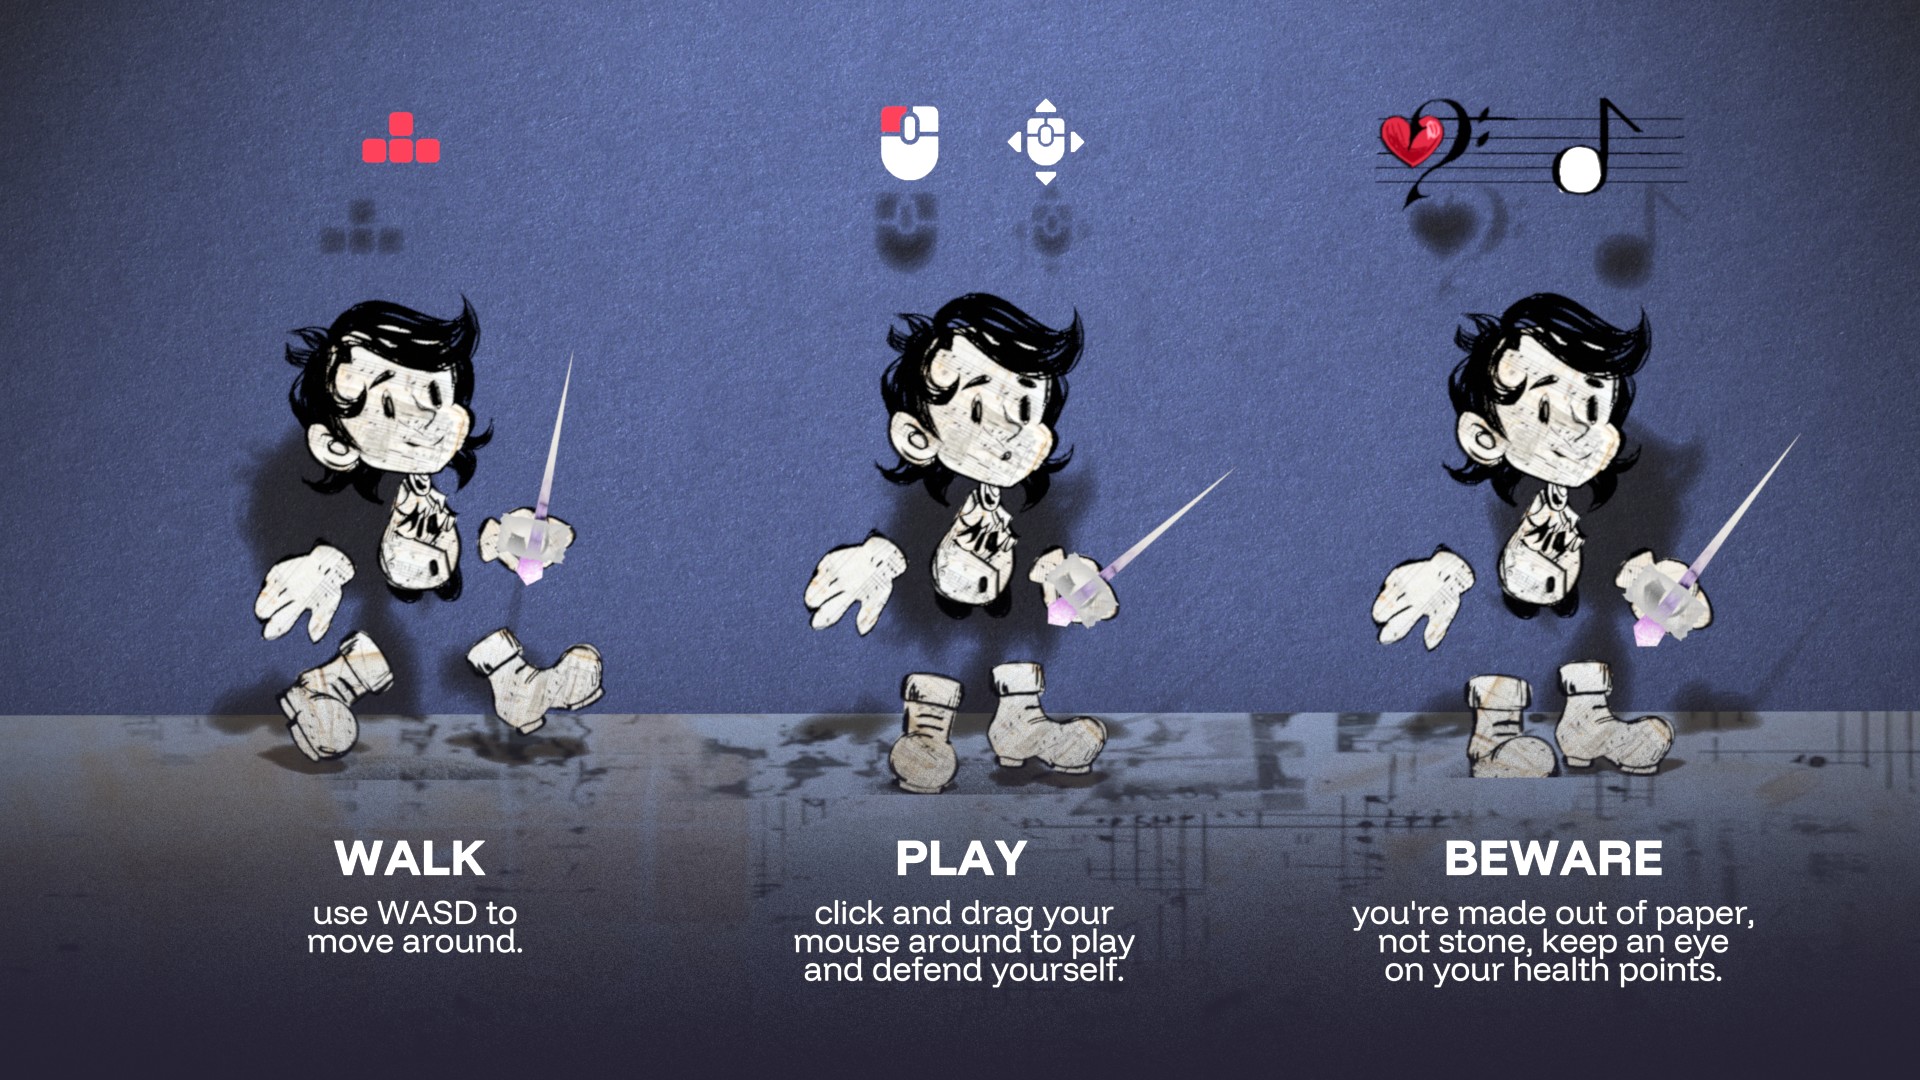 WALK
use WASD to
move around.
PLAY
click and drag your
mouse around to play
and defend yourself.
BEWARE
you're made out of paper,
not stone, keep an eye
on your health points.